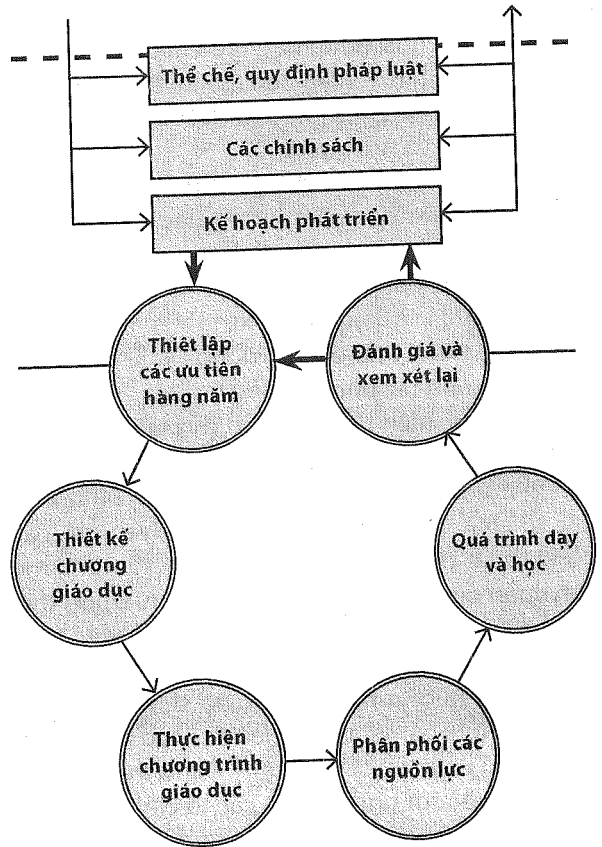 Thể chế, quy định pháp luật
Các chính sách
Kế hoạch phát triển
Thiêt lập
các ưu tiên
hàng năm
Đánh giá và
xem xét lại
Thiết kế
chương
giáo dục
Quá trình dạy
và học
Thực hiện
chương trình
giáo dục
Phân phối các
nguồn lực